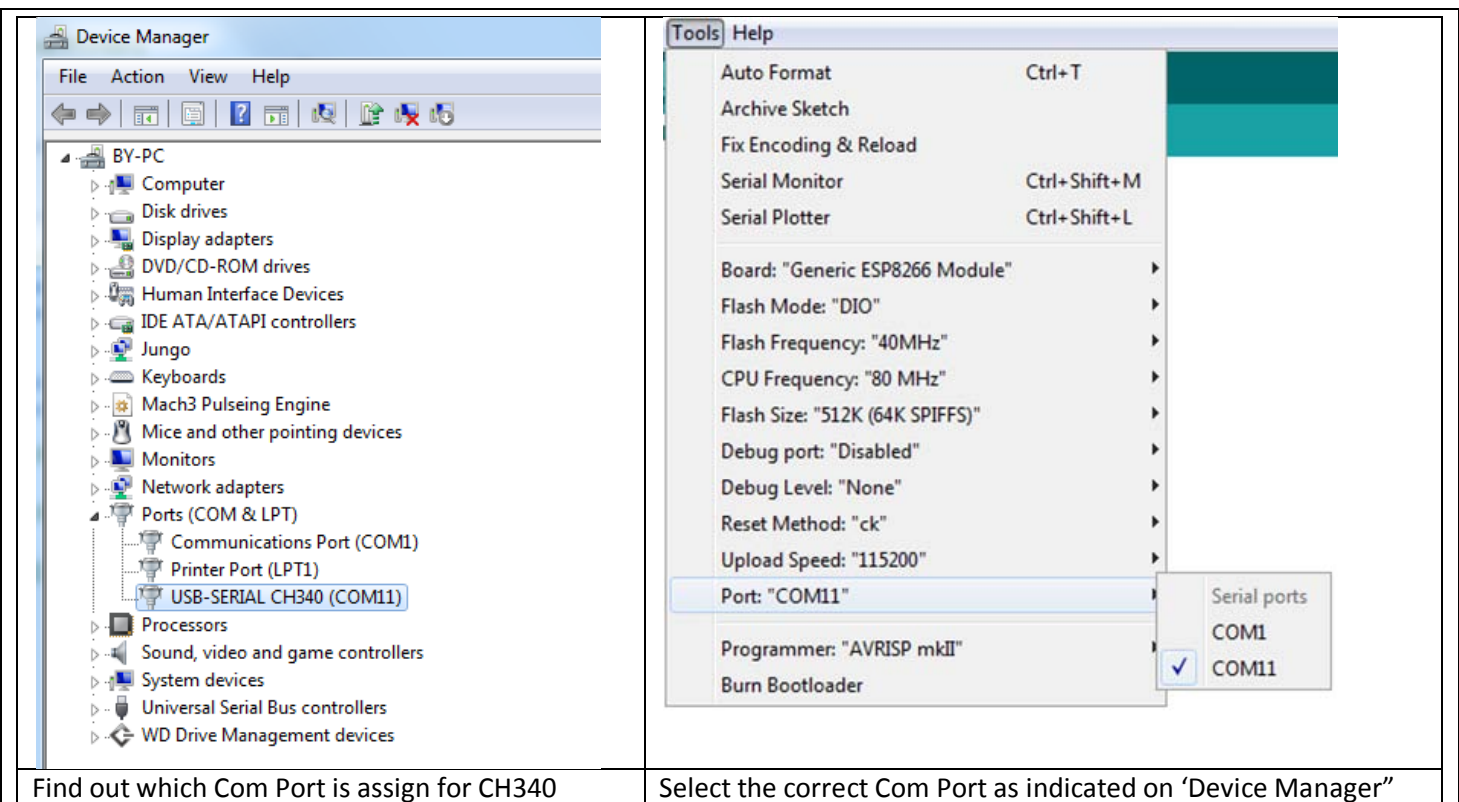 Device Manager
File Action View Help
BY-PC
Computer
Disk drives
Display adapters
DVD/CD-ROM drives
Human Interface Devices
IDE ATA/ATAPI controllers
Jungo
Keyboards
Mach3 Pulseing Engine
Mice and other pointing devices
Monitors
Network adapters
Ports (COM & LPT)
Communications Port (COM1)
Printer Port (LPT1)
USB-SERIAL CH340 (COM11)
Processors
Sound, video and game controllers
System devices
Universal Serial Bus controllers
WD Drive Management devices
Find out which Com Port is assign for CH340
Tools Help
Auto Format Ctrl+T
Archive Sketch
Fix Encoding & Reload
Serial Monitor Ctrl+Shift+M
Serial Plotter Ctrl+Shift+L
Board: "Generic ESP8266 Module"
Flash Mode: "DIO"
Flash Frequency: "40MHz"
CPU Frequency: "80 MHz"
Flash Size: "512K (64K SPIFFS)"
Debug port: "Disabled"
Debug Level: "None"
Reset Method: "ck"
Upload Speed: "115200"
Port: "COM11"
Serial ports
COM1
COM11
Programmer: "AVRISP mkII"
Burn Bootloader
Select the correct Com Port as indicated on ‘Device Manager”